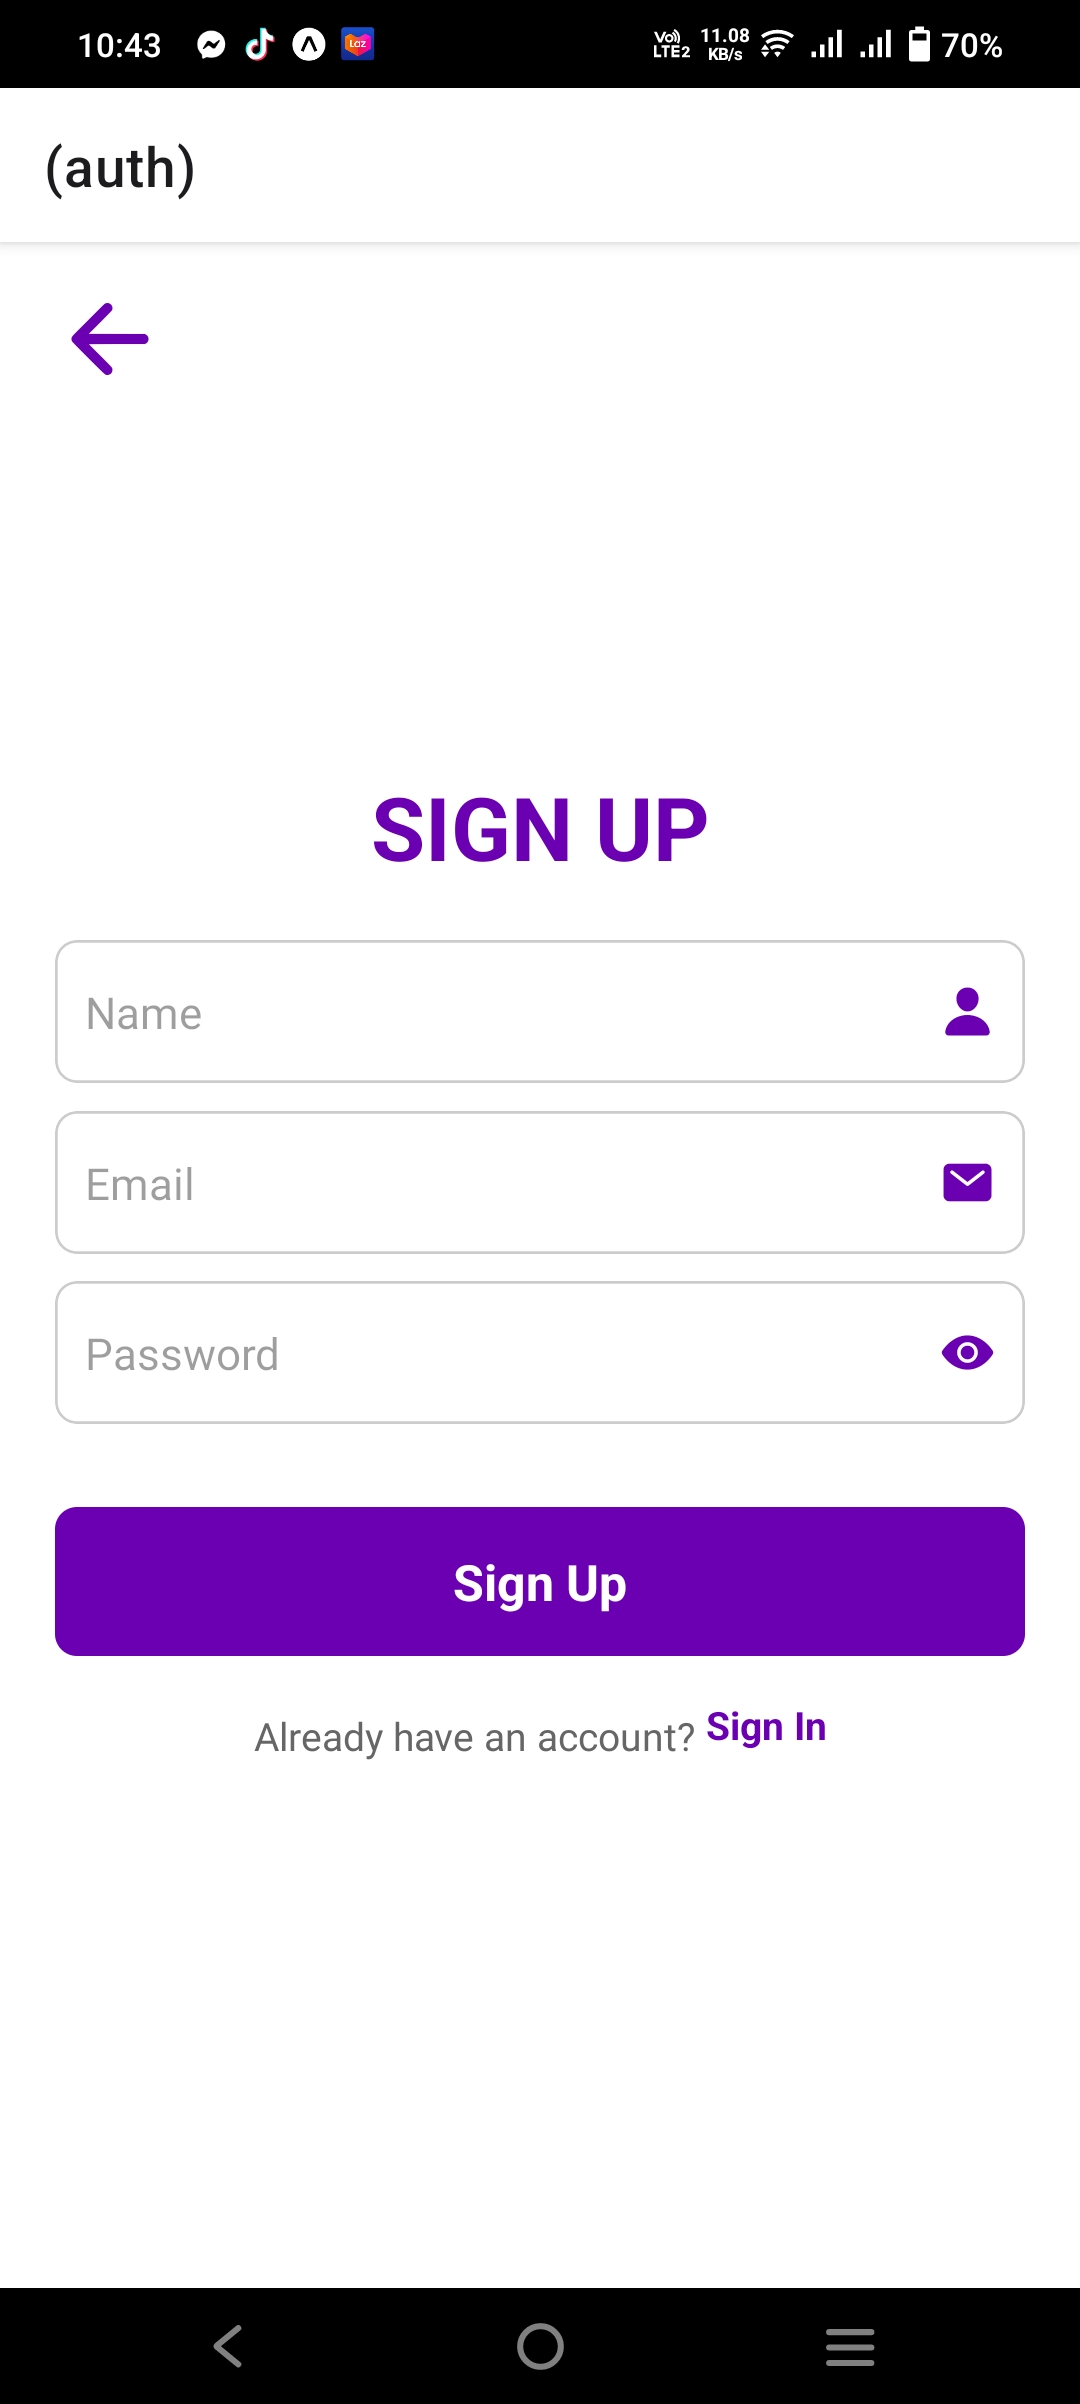 10:43 Laz Vo) LTE2 11.08 KB/s 70%
(auth)
SIGN UP
Name
Email
Password
Sign Up
Already have an account? Sign In